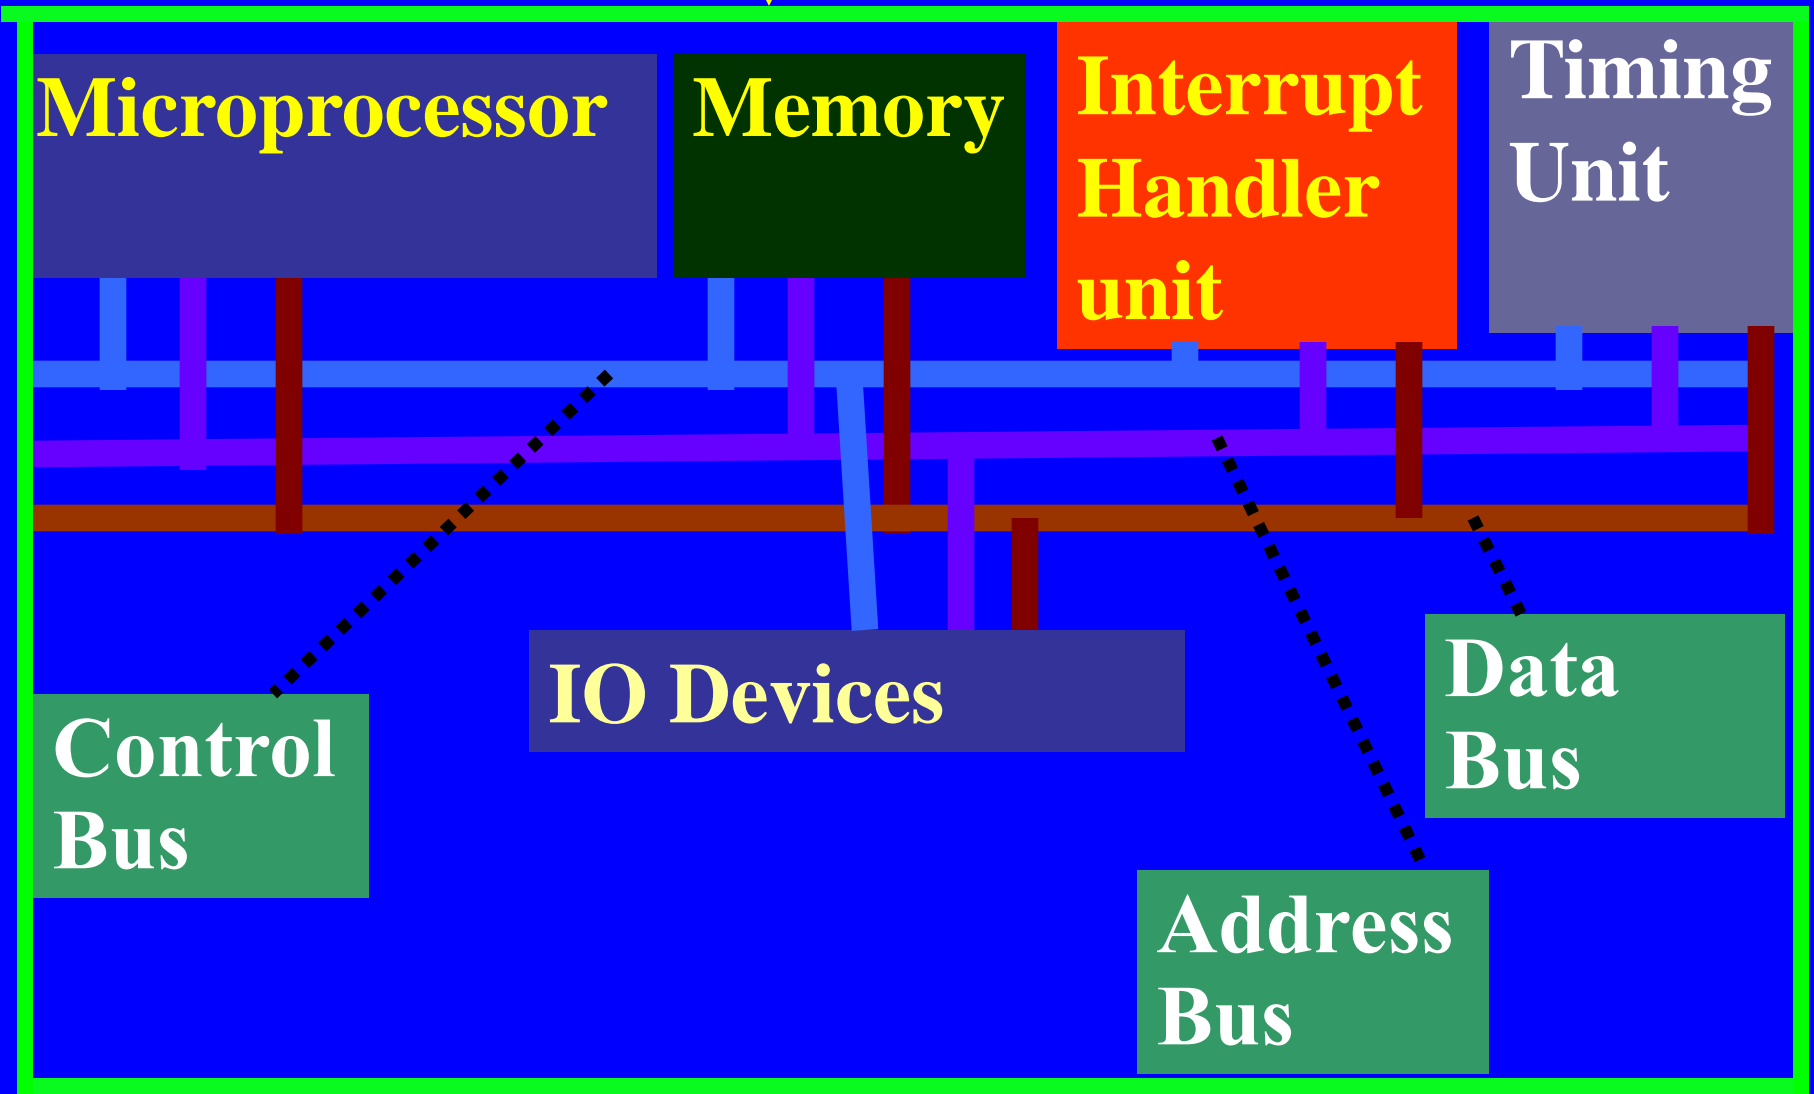 Microprocessor
Memory
Interrupt
Handler
unit
Timing
Unit
IO Devices
Control
Bus
Data
Bus
Address
Bus